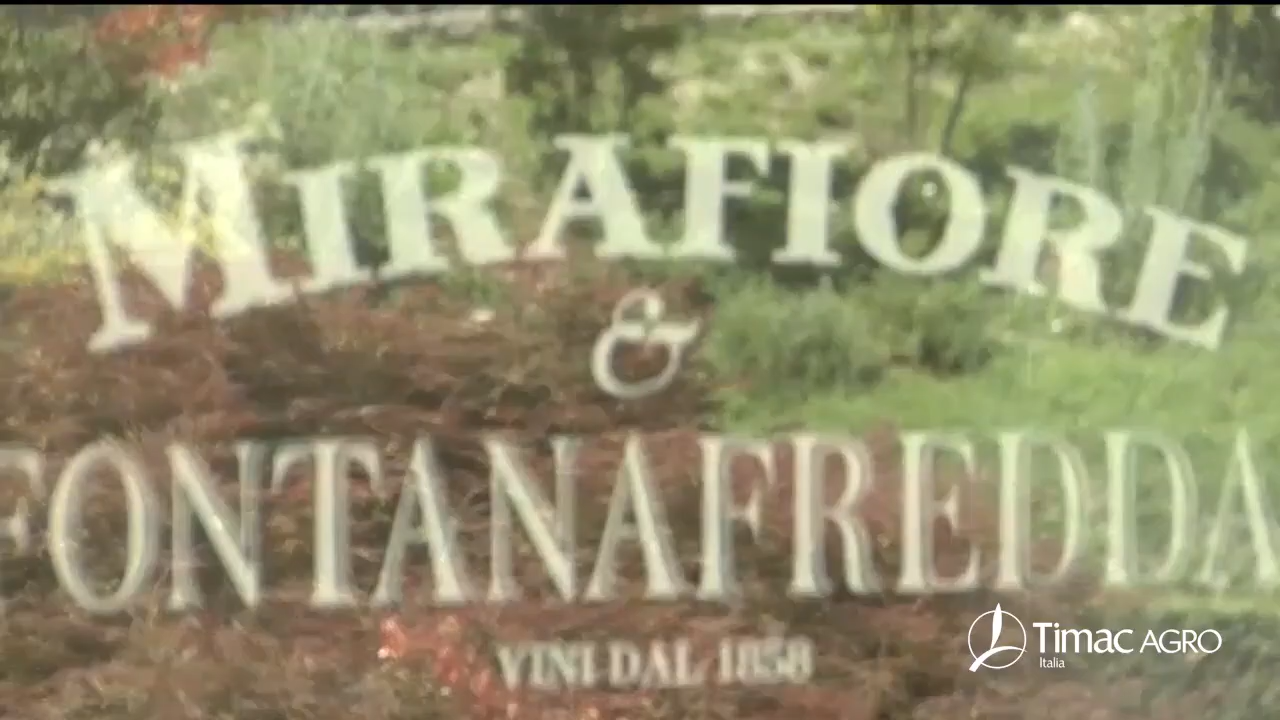 MIRAFIORE
&
FONTANAFREDDA
VINI DAL 1858
Timac AGRO
Italia